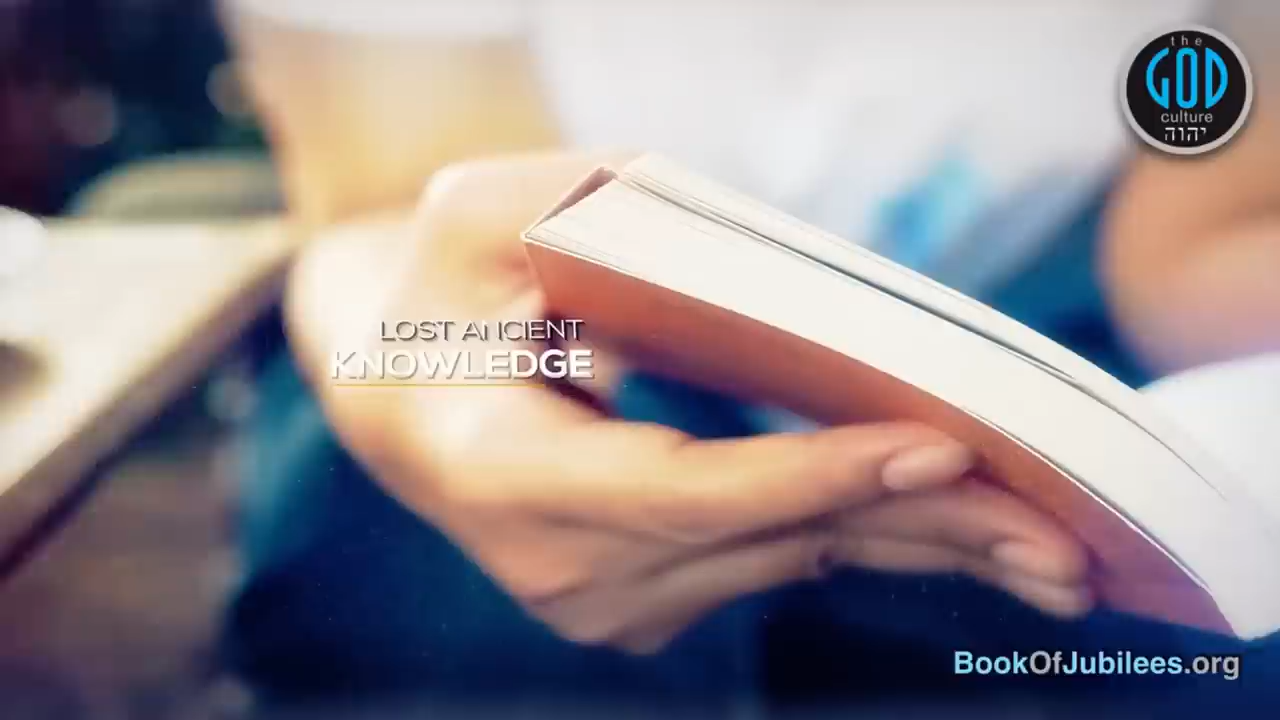 the
GOD
culture
יהוה
LOST ANCIENT
KNOWLEDGE
BookOfJubilees.org